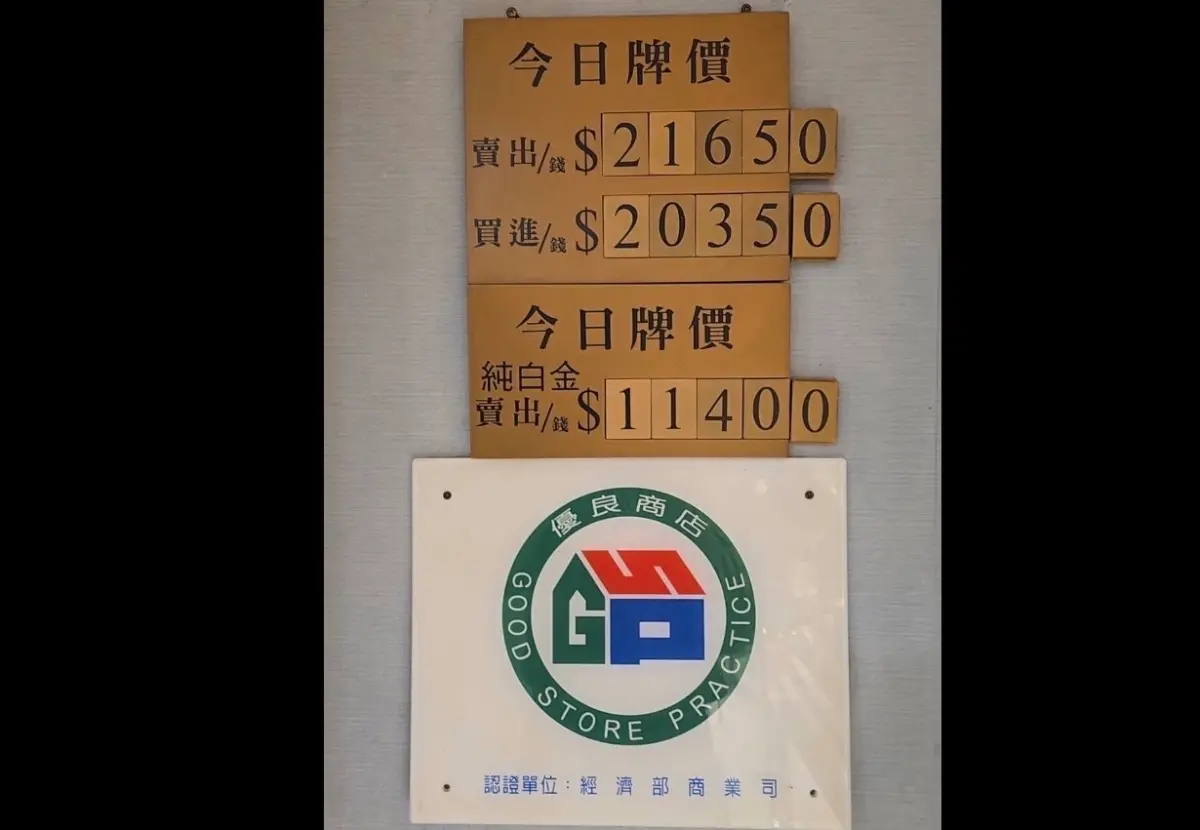 今日牌價
賣出/錢 $21650
買進/錢 $20350
今日牌價
純白金
賣出/錢 $11400
優良商店
GSP
GOOD STORE PRACTICE
認證單位：經濟部商業司